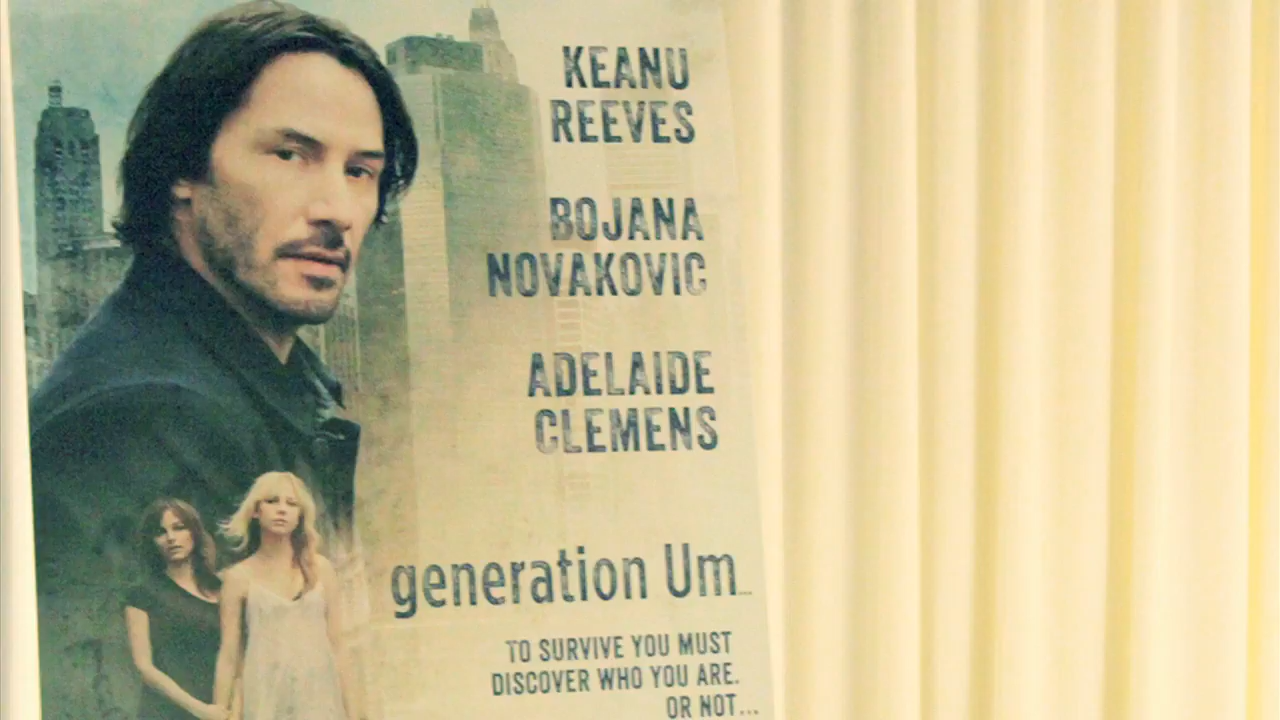 KEANU
REEVES
BOJANA
NOVAKOVIC
ADELAIDE
CLEMENS
generation Um...
TO SURVIVE YOU MUST
DISCOVER WHO YOU ARE.
OR NOT...